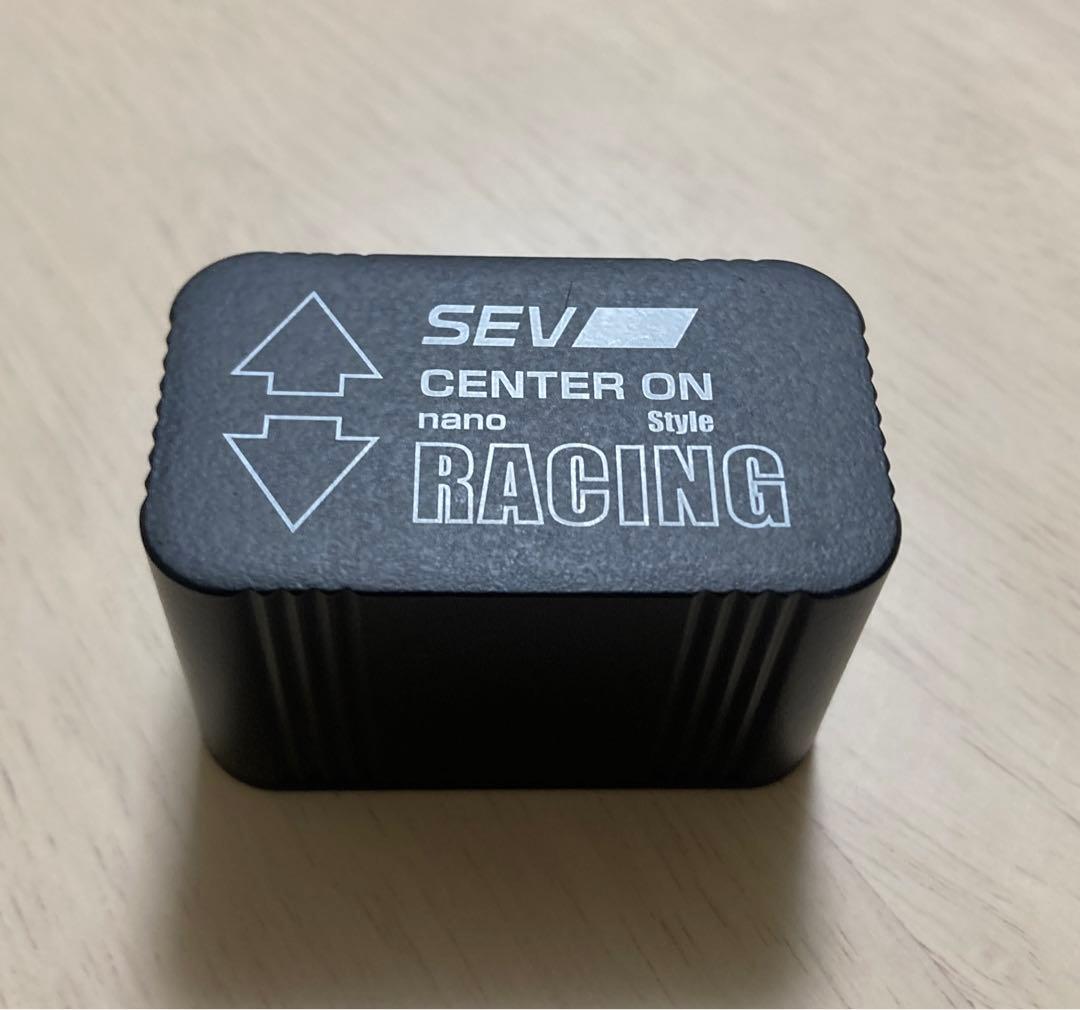 SEV
CENTER ON
nano Style
RACING